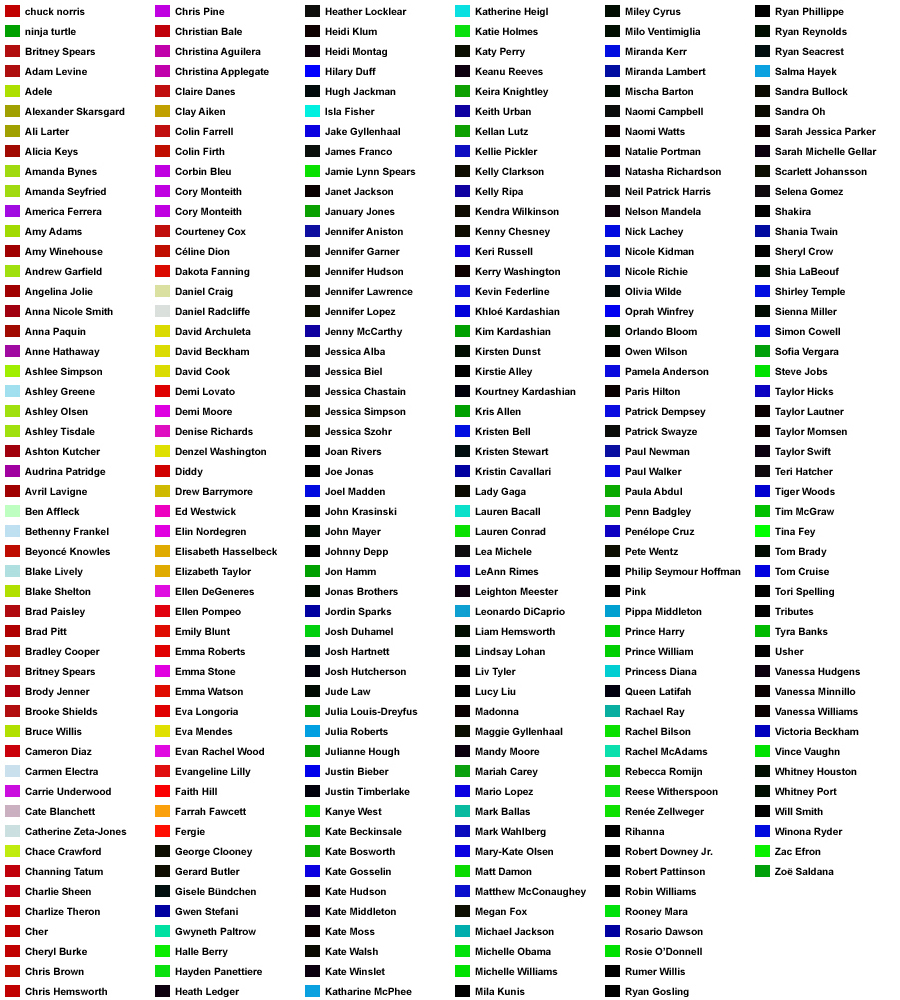 chuck norris
ninja turtle
Britney Spears
Adam Levine
Adele
Alexander Skarsgard
Ali Larter
Alicia Keys
Amanda Bynes
Amanda Seyfried
America Ferrera
Amy Adams
Amy Winehouse
Andrew Garfield
Angelina Jolie
Anna Nicole Smith
Anna Paquin
Anne Hathaway
Ashlee Simpson
Ashley Greene
Ashley Olsen
Ashley Tisdale
Ashton Kutcher
Audrina Patridge
Avril Lavigne
Ben Affleck
Bethenny Frankel
Beyoncé Knowles
Blake Lively
Blake Shelton
Brad Paisley
Brad Pitt
Bradley Cooper
Britney Spears
Brody Jenner
Brooke Shields
Bruce Willis
Cameron Diaz
Carmen Electra
Carrie Underwood
Cate Blanchett
Catherine Zeta-Jones
Chace Crawford
Channing Tatum
Charlie Sheen
Charlize Theron
Cher
Cheryl Burke
Chris Brown
Chris Hemsworth
Chris Pine
Christian Bale
Christina Aguilera
Christina Applegate
Claire Danes
Clay Aiken
Colin Farrell
Colin Firth
Corbin Bleu
Cory Monteith
Cory Monteith
Courteney Cox
Céline Dion
Dakota Fanning
Daniel Craig
Daniel Radcliffe
David Archuleta
David Beckham
David Cook
Demi Lovato
Demi Moore
Denise Richards
Denzel Washington
Diddy
Drew Barrymore
Ed Westwick
Elin Nordegren
Elisabeth Hasselbeck
Elizabeth Taylor
Ellen DeGeneres
Ellen Pompeo
Emily Blunt
Emma Roberts
Emma Stone
Emma Watson
Eva Longoria
Eva Mendes
Evan Rachel Wood
Evangeline Lilly
Faith Hill
Farrah Fawcett
Fergie
George Clooney
Gerard Butler
Gisele Bündchen
Gwen Stefani
Gwyneth Paltrow
Halle Berry
Hayden Panettiere
Heath Ledger
Heather Locklear
Heidi Klum
Heidi Montag
Hilary Duff
Hugh Jackman
Isla Fisher
Jake Gyllenhaal
James Franco
Jamie Lynn Spears
Janet Jackson
January Jones
Jennifer Aniston
Jennifer Garner
Jennifer Hudson
Jennifer Lawrence
Jennifer Lopez
Jenny McCarthy
Jessica Alba
Jessica Biel
Jessica Chastain
Jessica Simpson
Jessica Szohr
Joan Rivers
Joe Jonas
Joel Madden
John Krasinski
John Mayer
Johnny Depp
Jon Hamm
Jonas Brothers
Jordin Sparks
Josh Duhamel
Josh Hartnett
Josh Hutcherson
Jude Law
Julia Louis-Dreyfus
Julia Roberts
Julianne Hough
Justin Bieber
Justin Timberlake
Kanye West
Kate Beckinsale
Kate Bosworth
Kate Gosselin
Kate Hudson
Kate Middleton
Kate Moss
Kate Walsh
Kate Winslet
Katharine McPhee
Katherine Heigl
Katie Holmes
Katy Perry
Keanu Reeves
Keira Knightley
Keith Urban
Kellan Lutz
Kellie Pickler
Kelly Clarkson
Kelly Ripa
Kendra Wilkinson
Kenny Chesney
Keri Russell
Kerry Washington
Kevin Federline
Khloé Kardashian
Kim Kardashian
Kirsten Dunst
Kirstie Alley
Kourtney Kardashian
Kris Allen
Kristen Bell
Kristen Stewart
Kristin Cavallari
Lady Gaga
Lauren Bacall
Lauren Conrad
Lea Michele
LeAnn Rimes
Leighton Meester
Leonardo DiCaprio
Liam Hemsworth
Lindsay Lohan
Liv Tyler
Lucy Liu
Madonna
Maggie Gyllenhaal
Mandy Moore
Mariah Carey
Mario Lopez
Mark Ballas
Mark Wahlberg
Mary-Kate Olsen
Matt Damon
Matthew McConaughey
Megan Fox
Michael Jackson
Michelle Obama
Michelle Williams
Mila Kunis
Miley Cyrus
Milo Ventimiglia
Miranda Kerr
Miranda Lambert
Mischa Barton
Naomi Campbell
Naomi Watts
Natalie Portman
Natasha Richardson
Neil Patrick Harris
Nelson Mandela
Nick Lachey
Nicole Kidman
Nicole Richie
Olivia Wilde
Oprah Winfrey
Orlando Bloom
Owen Wilson
Pamela Anderson
Paris Hilton
Patrick Dempsey
Patrick Swayze
Paul Newman
Paul Walker
Paula Abdul
Penn Badgley
Penélope Cruz
Pete Wentz
Philip Seymour Hoffman
Pink
Pippa Middleton
Prince Harry
Prince William
Princess Diana
Queen Latifah
Rachael Ray
Rachel Bilson
Rachel McAdams
Rebecca Romijn
Reese Witherspoon
Renée Zellweger
Rihanna
Robert Downey Jr.
Robert Pattinson
Robin Williams
Rooney Mara
Rosario Dawson
Rosie O'Donnell
Rumer Willis
Ryan Gosling
Ryan Phillippe
Ryan Reynolds
Ryan Seacrest
Salma Hayek
Sandra Bullock
Sandra Oh
Sarah Jessica Parker
Sarah Michelle Gellar
Scarlett Johansson
Selena Gomez
Shakira
Shania Twain
Sheryl Crow
Shia LaBeouf
Shirley Temple
Sienna Miller
Simon Cowell
Sofia Vergara
Steve Jobs
Taylor Hicks
Taylor Lautner
Taylor Momsen
Taylor Swift
Teri Hatcher
Tiger Woods
Tim McGraw
Tina Fey
Tom Brady
Tom Cruise
Tori Spelling
Tributes
Tyra Banks
Usher
Vanessa Hudgens
Vanessa Minnillo
Vanessa Williams
Victoria Beckham
Vince Vaughn
Whitney Houston
Whitney Port
Will Smith
Winona Ryder
Zac Efron
Zoë Saldana